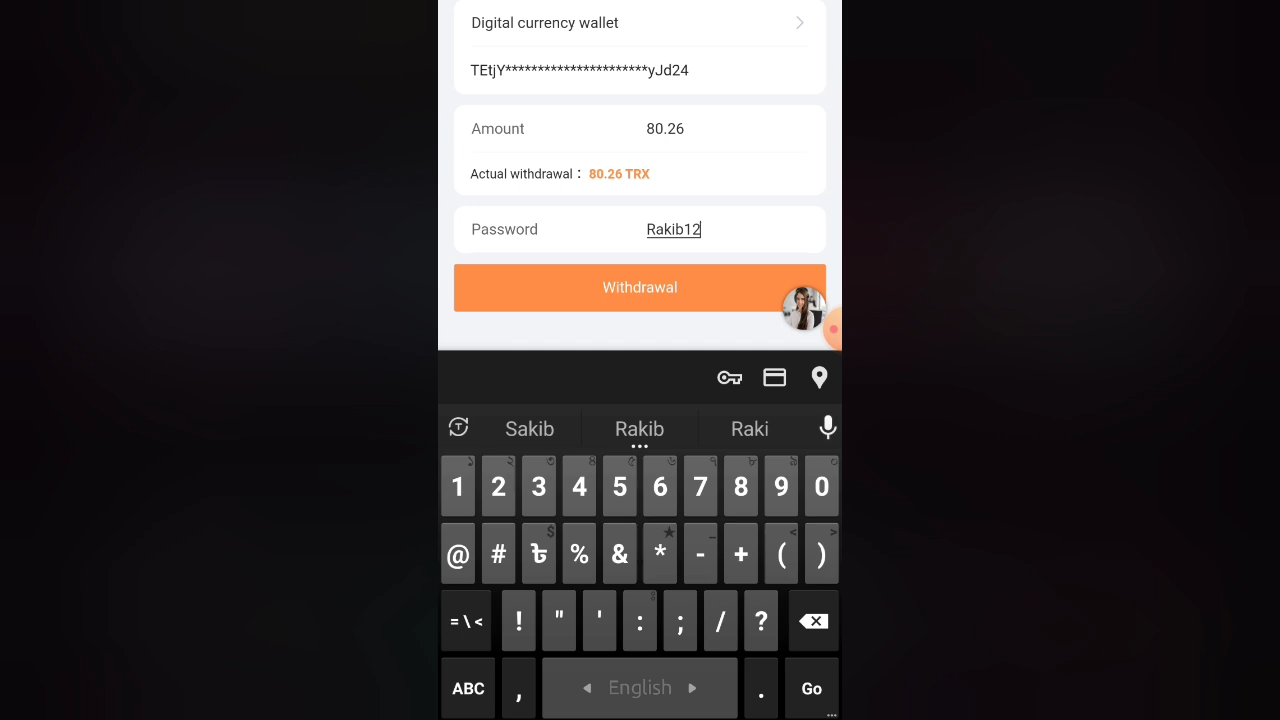 Digital currency wallet
TEtjY**********************yJd24
Amount 80.26
Actual withdrawal : 80.26 TRX
Password Rakib12
Withdrawal
Sakib Rakib Raki
1 2 3 4 5 6 7 8 9 0
@ # ৳ % & * - + ( )
= \ < ! " ' : ; / ?
ABC , English . Go